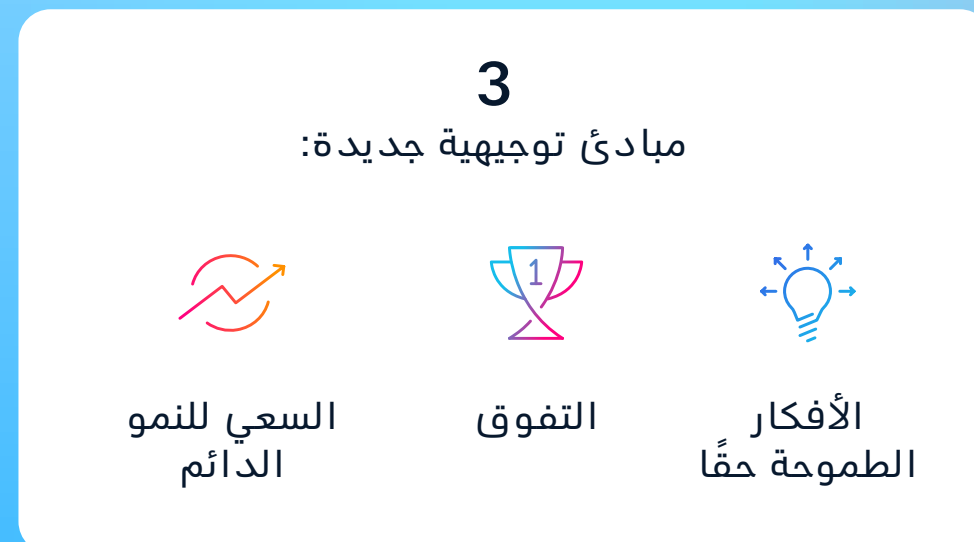 3
مبادئ توجيهية جديدة:
1
الأفكار
الطموحة حقًا
التفوق
السعي للنمو
الدائم